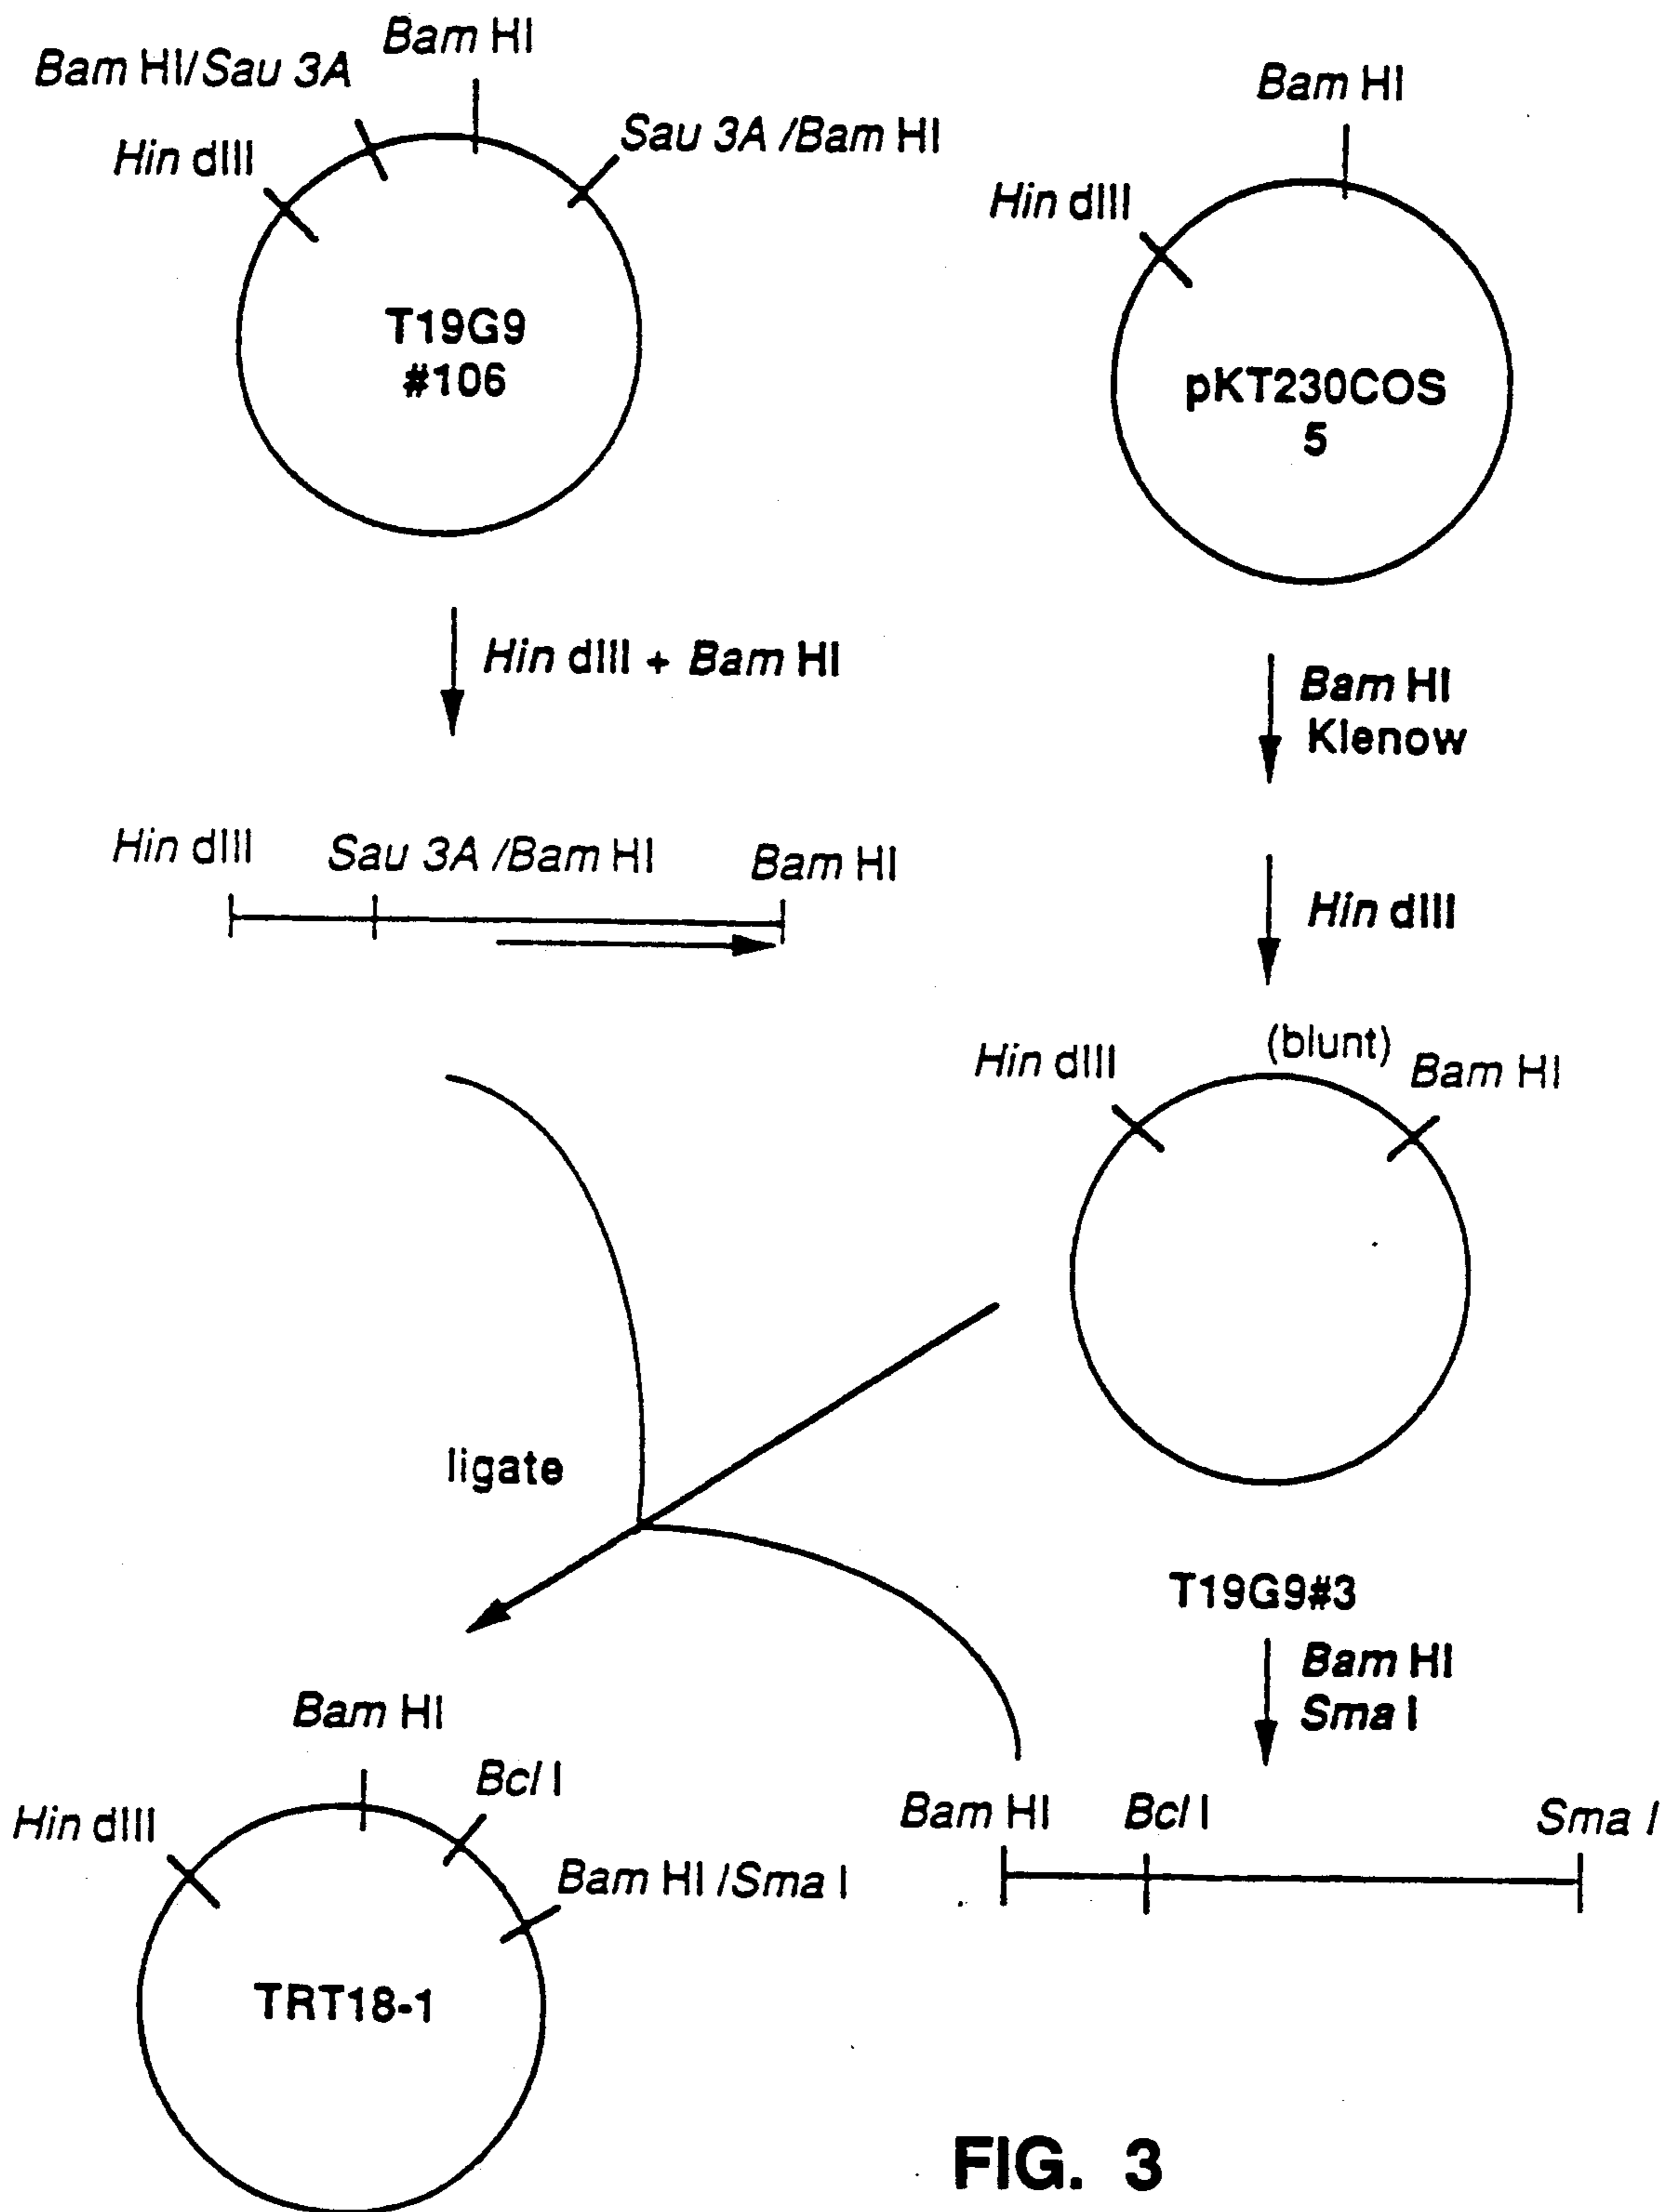 Bam HI
Bam HI/Sau 3A
Hin dIII
Sau 3A /Bam HI
T19G9
#106
Bam HI
Hin dIII
pKT230COS
5
Hin dIII + Bam HI
Bam HI
Klenow
Hin dIII
Sau 3A /Bam HI
Bam HI
Hin dIII
(blunt)
Hin dIII
Bam HI
ligate
T19G9#3
Bam HI
Sma I
Bam HI
Bcl I
Hin dIII
Bam HI /Sma I
TRT18-1
Bam HI
Bcl I
Sma I
FIG. 3